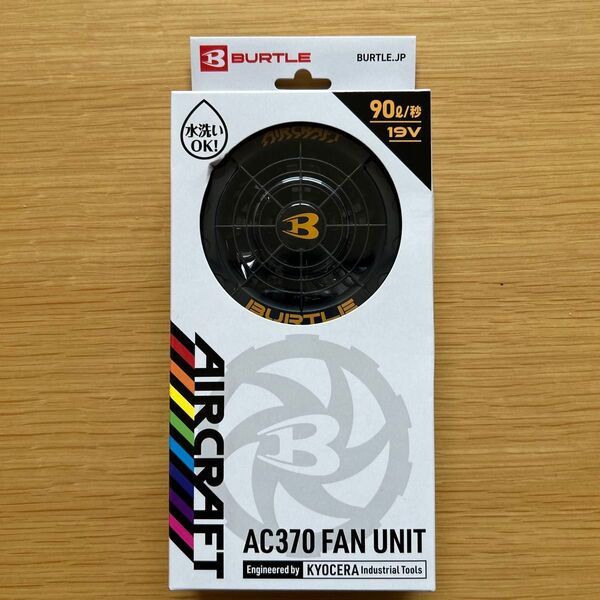 BURTLE
BURTLE.JP
水洗い
OK!
90ℓ/秒
19V
AIRCRAFT
B
BURTLE
AIRCRAFT
B
AC370 FAN UNIT
Engineered by KYOCERA Industrial Tools